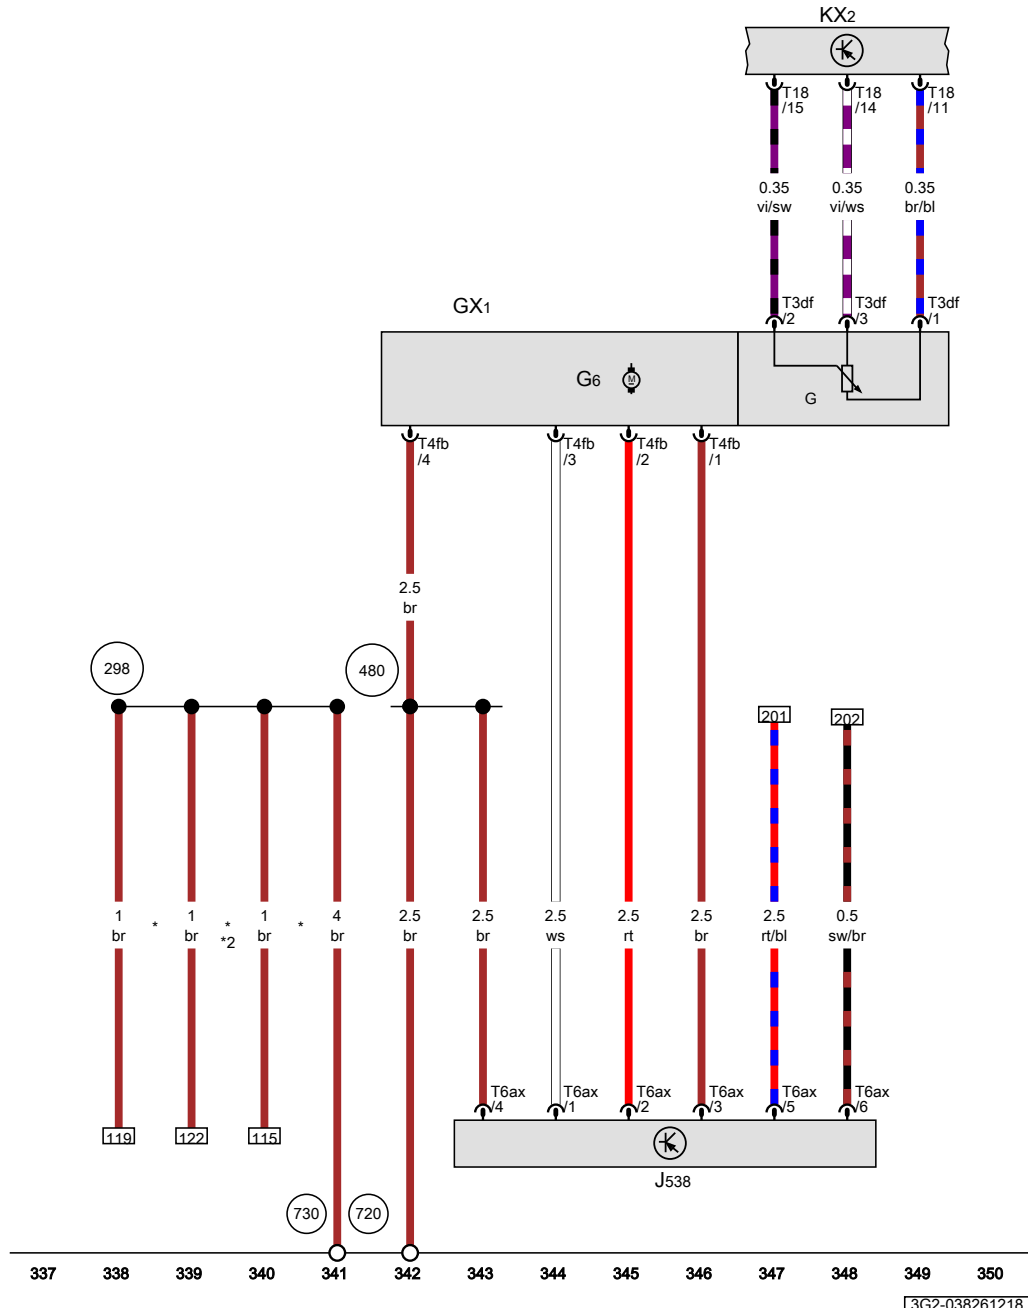 KX2
T18 T18 T18
/15 /14 /11
0.35 0.35 0.35
vi/sw vi/ws br/bl
T3df T3df T3df
/2 /3 /1
GX1
G6 M G
T4fb T4fb T4fb T4fb
/4 /3 /2 /1
2.5
br
298 480
201 202
1 * 1 * 1 * 4 2.5 2.5 2.5 2.5 2.5 2.5 0.5
br br *2 br br br br ws rt br rt/bl sw/br
T6ax T6ax T6ax T6ax T6ax T6ax
/4 /1 /2 /3 /5 /6
119 122 115
J538
730 720
337 338 339 340 341 342 343 344 345 346 347 348 349 350
3G2-038261218